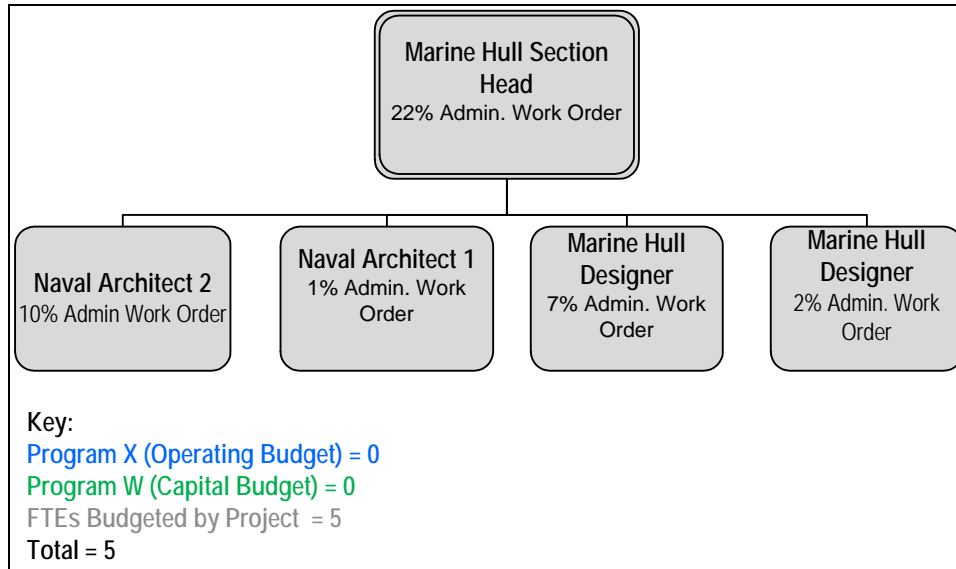 Marine Hull Section
Head
22% Admin. Work Order
Naval Architect 2
10% Admin Work Order
Naval Architect 1
1% Admin. Work
Order
Marine Hull
Designer
7% Admin. Work
Order
Marine Hull
Designer
2% Admin. Work
Order
Key:
Program X (Operating Budget) = 0
Program W (Capital Budget) = 0
FTEs Budgeted by Project = 5
Total = 5